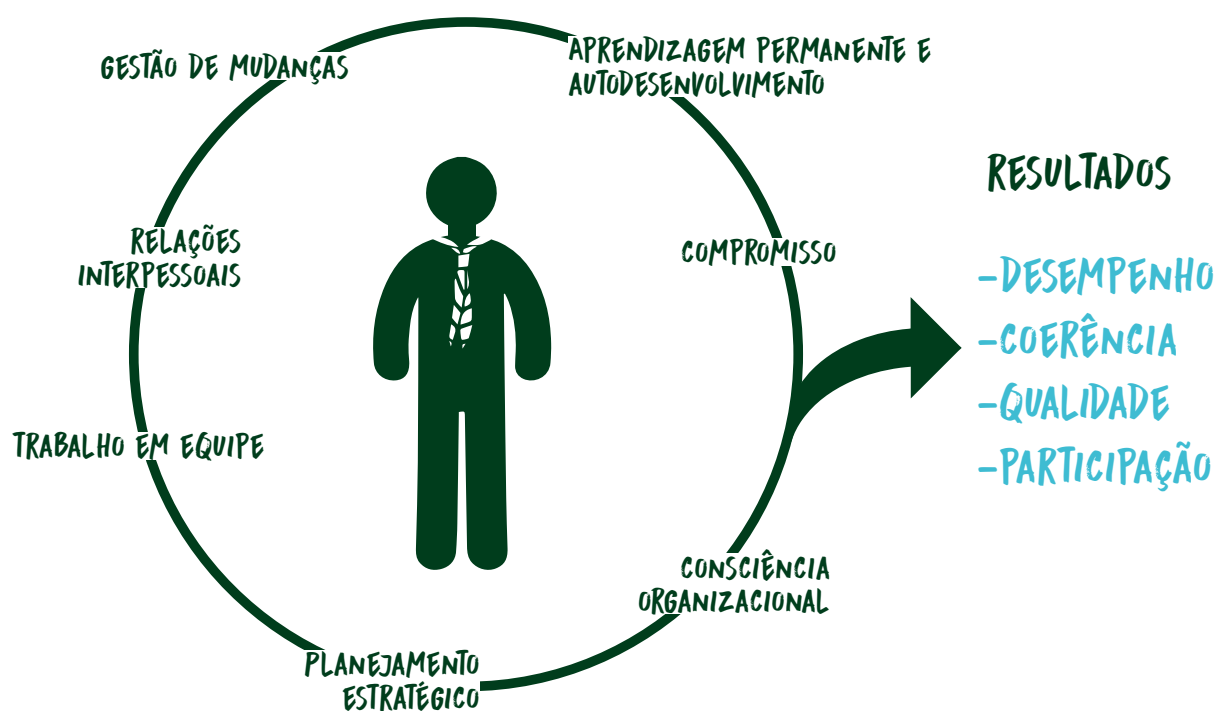 GESTÃO DE MUDANÇAS
APRENDIZAGEM PERMANENTE E
AUTODESENVOLVIMENTO
RELAÇÕES
INTERPESSOAIS
COMPROMISSO
TRABALHO EM EQUIPE
CONSCIÊNCIA
ORGANIZACIONAL
PLANEJAMENTO
ESTRATÉGICO
RESULTADOS
-DESEMPENHO
-COERÊNCIA
-QUALIDADE
-PARTICIPAÇÃO